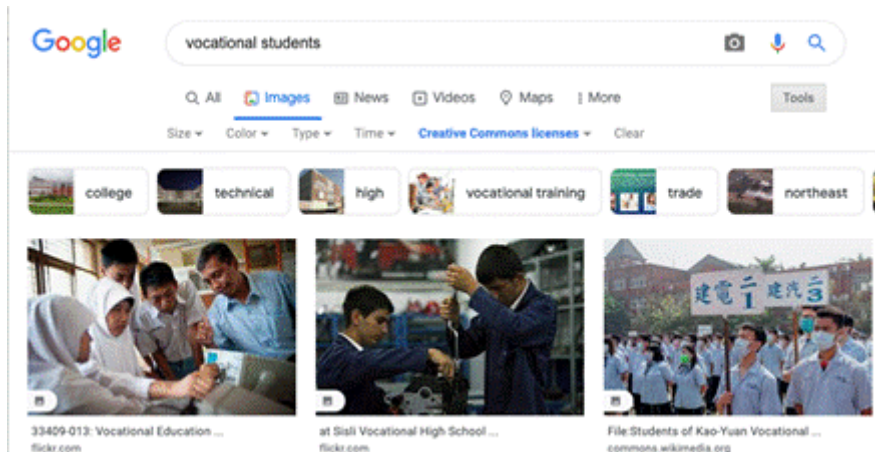 Google
vocational students
All Images News Videos Maps More Tools
Size Color Type Time Creative Commons licenses Clear
college technical high vocational training trade northeast
建電二1 建汽二3
33409-013: Vocational Education ... at Sisli Vocational High School ... File:Students of Kao-Yuan Vocational ...
flickr.com flickr.com commons.wikimedia.org